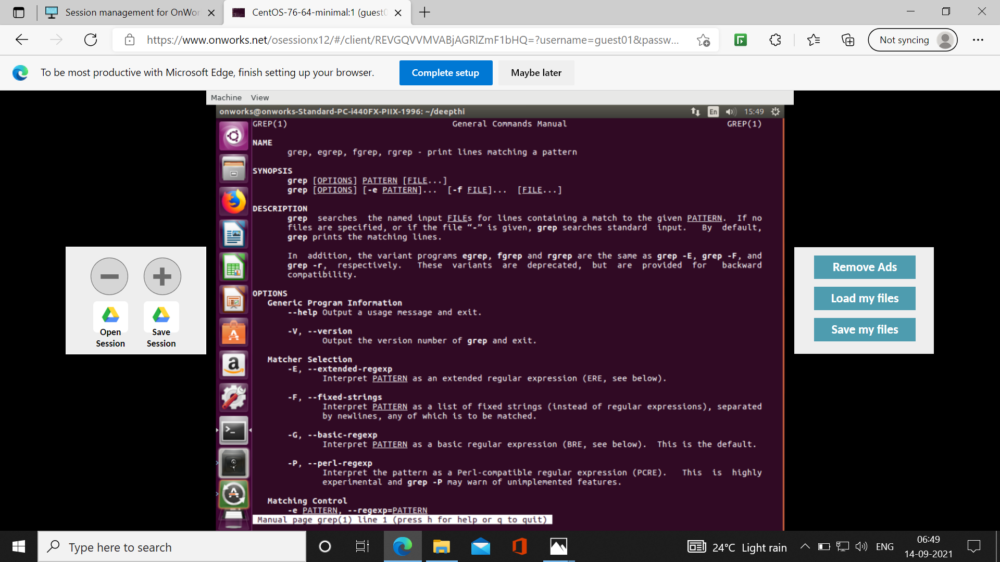 Session management for OnWor
CentOS-76-64-minimal:1 (guest0
https://www.onworks.net/osessionx12/#/client/REVGQVVMVABjAGRlZmF1bHQ=?username=guest01&passw...
Not syncing
To be most productive with Microsoft Edge, finish setting up your browser.
Complete setup
Maybe later
Machine View
onworks@onworks-Standard-PC-i440FX-PIIX-1996: ~/deepthi
En
15:49
GREP(1) General Commands Manual GREP(1)
NAME
grep, egrep, fgrep, rgrep - print lines matching a pattern
SYNOPSIS
grep [OPTIONS] PATTERN [FILE...]
grep [OPTIONS] [-e PATTERN]... [-f FILE]... [FILE...]
DESCRIPTION
grep searches the named input FILEs for lines containing a match to the given PATTERN. If no
files are specified, or if the file “-” is given, grep searches standard input. By default,
grep prints the matching lines.
In addition, the variant programs egrep, fgrep and rgrep are the same as grep -E, grep -F, and
grep -r, respectively. These variants are deprecated, but are provided for backward
compatibility.
OPTIONS
Generic Program Information
--help Output a usage message and exit.
-V, --version
Output the version number of grep and exit.
Matcher Selection
-E, --extended-regexp
Interpret PATTERN as an extended regular expression (ERE, see below).
-F, --fixed-strings
Interpret PATTERN as a list of fixed strings (instead of regular expressions), separated
by newlines, any of which is to be matched.
-G, --basic-regexp
Interpret PATTERN as a basic regular expression (BRE, see below). This is the default.
-P, --perl-regexp
Interpret the pattern as a Perl-compatible regular expression (PCRE). This is highly
experimental and grep -P may warn of unimplemented features.
Matching Control
-e PATTERN, --regexp=PATTERN
Manual page grep(1) line 1 (press h for help or q to quit)
Open
Session
Save
Session
Remove Ads
Load my files
Save my files
Type here to search
24°C Light rain
ENG
06:49
14-09-2021